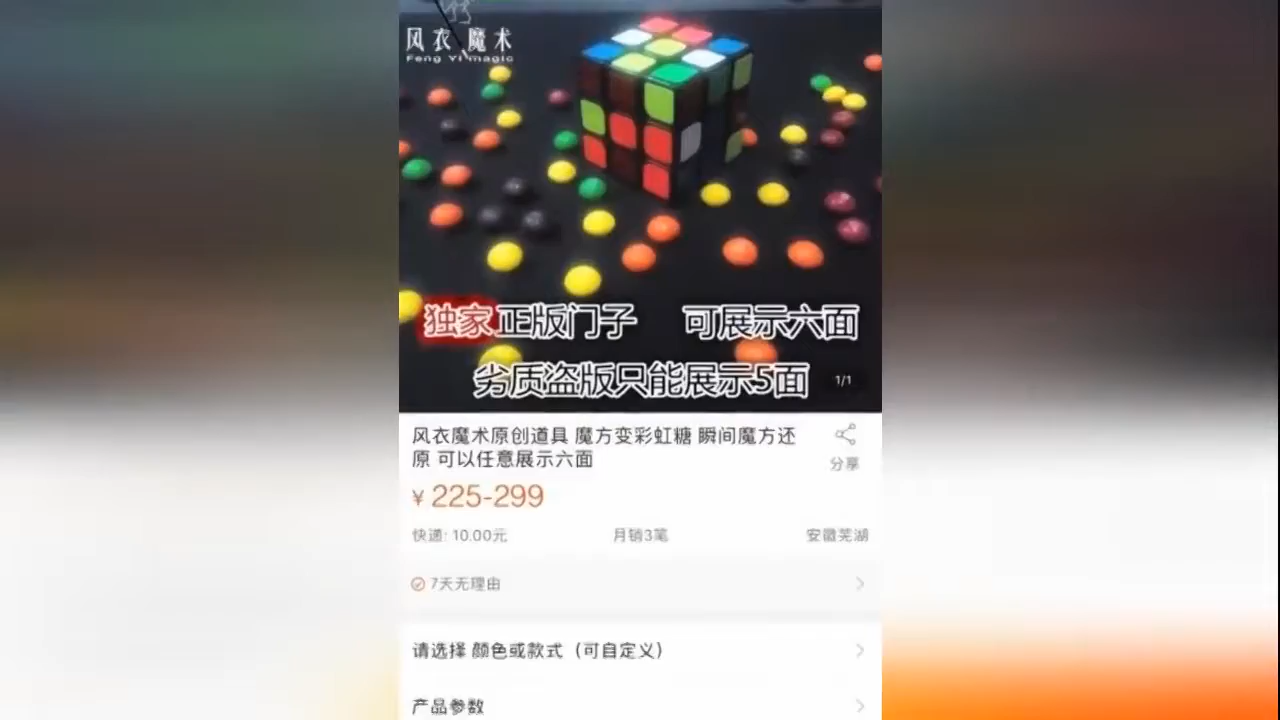 风衣 魔术
Feng Yi magic
独家正版门子 可展示六面
劣质盗版只能展示5面
1/1
风衣魔术原创道具 魔方变彩虹糖 瞬间魔方还
原 可以任意展示六面
分享
¥ 225-299
快递: 10.00元 月销3笔 安徽芜湖
7天无理由
请选择 颜色或款式（可自定义）
产品参数